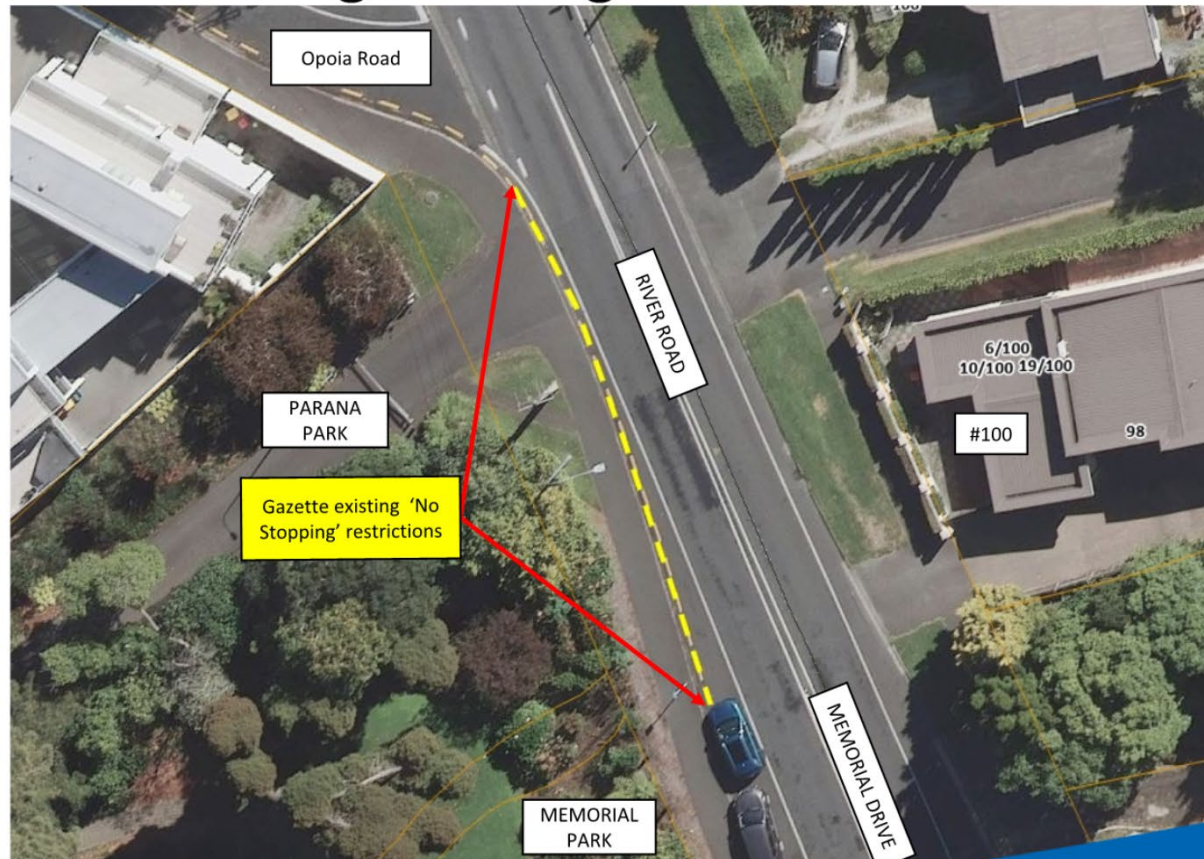 Opoia Road
RIVER ROAD
6/100
10/100 19/100
PARANA
PARK
#100
98
Gazette existing ‘No
Stopping’ restrictions
MEMORIAL
PARK
MEMORIAL DRIVE